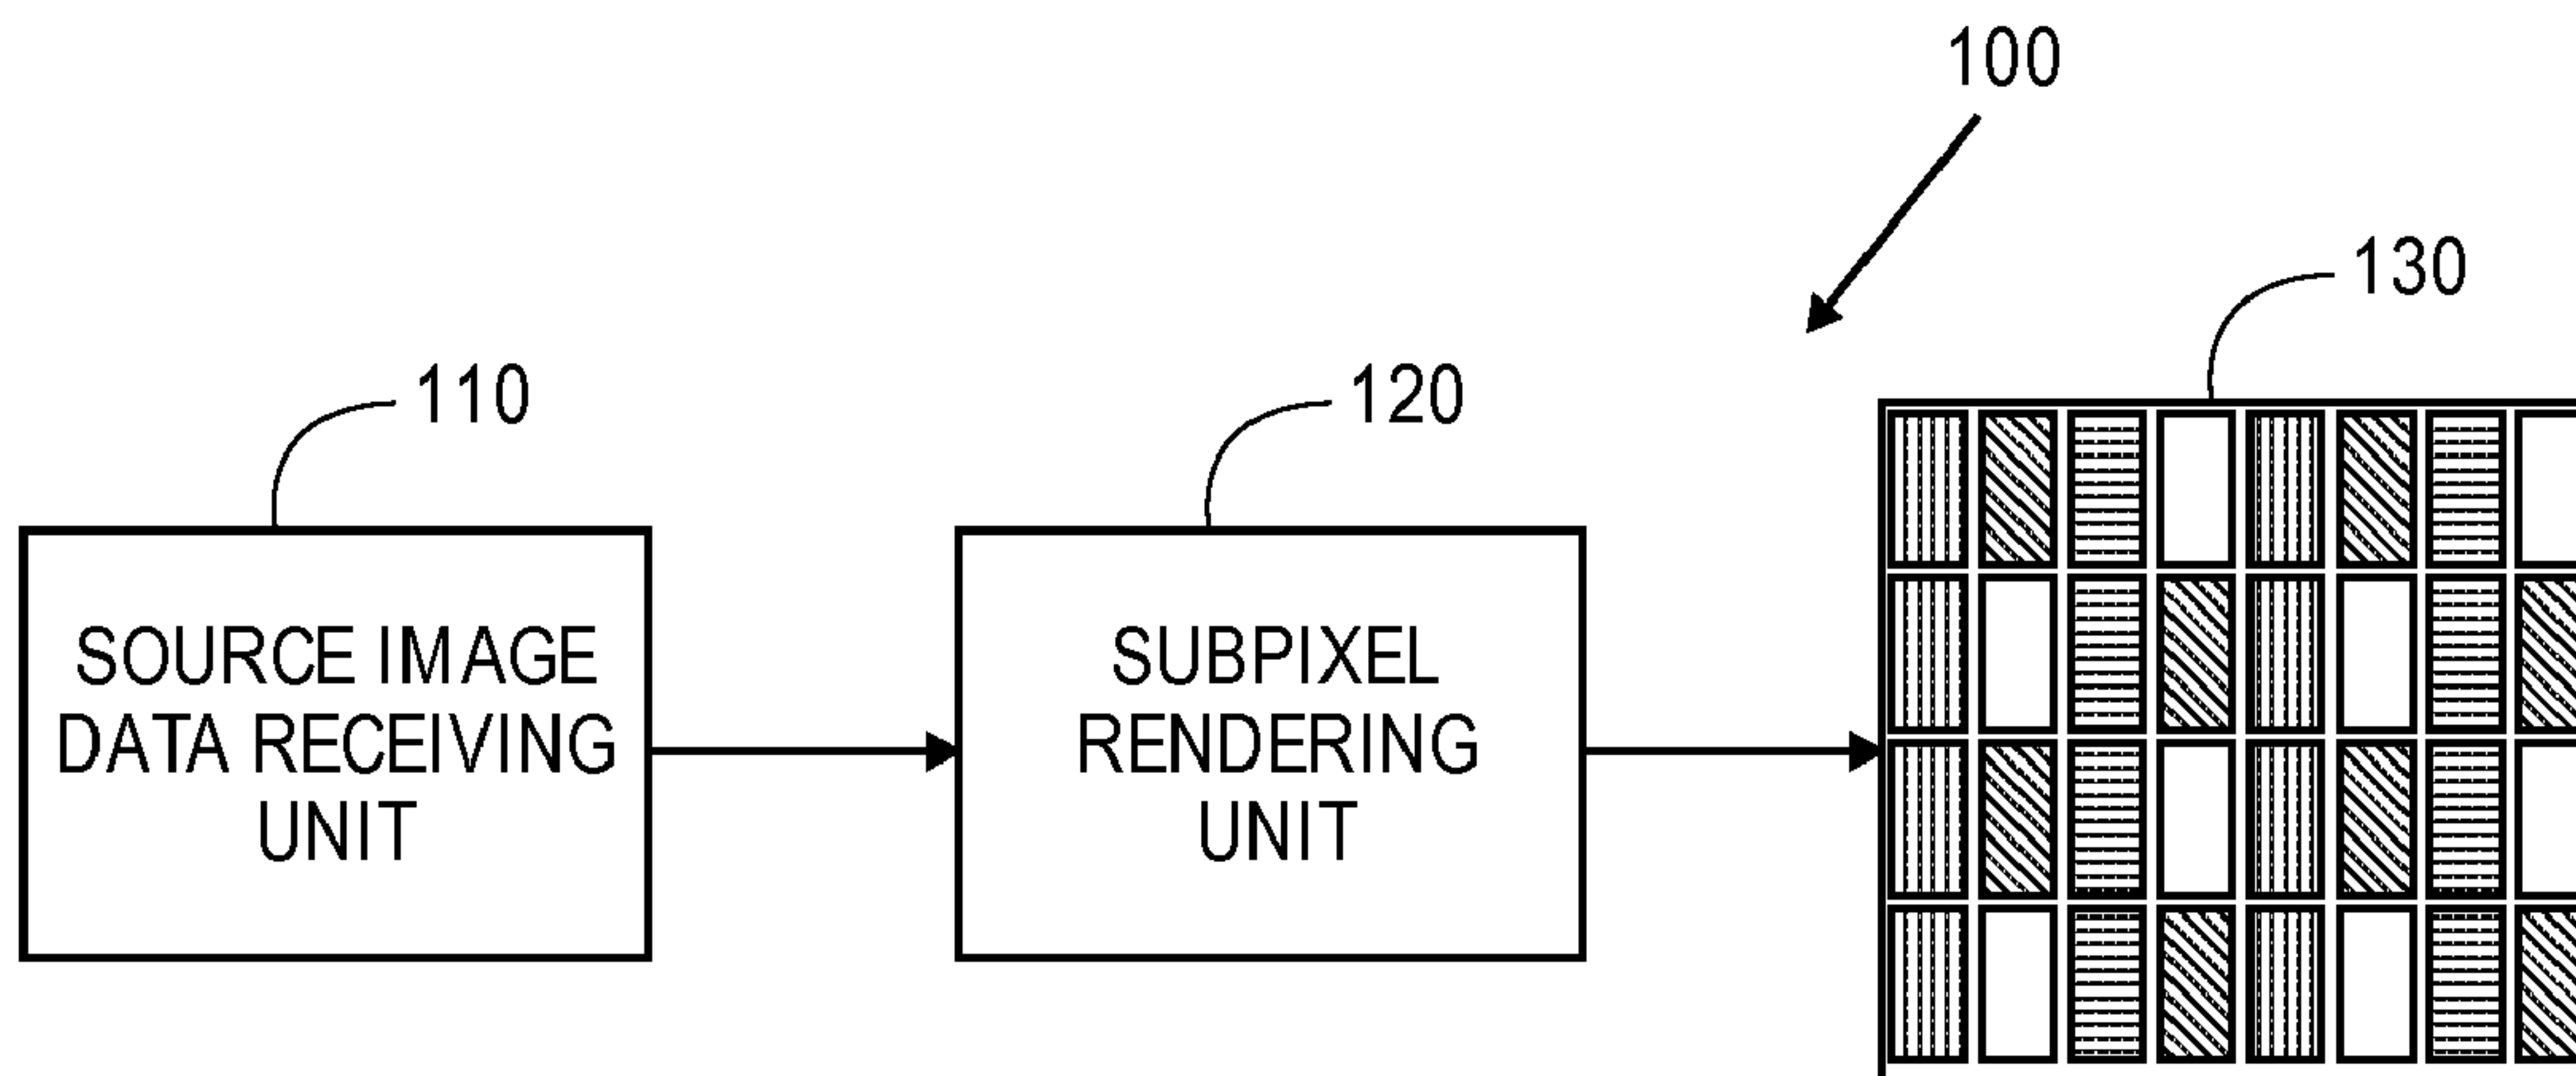 100
130
110
120
SOURCE IMAGE
DATA RECEIVING
UNIT
SUBPIXEL
RENDERING
UNIT